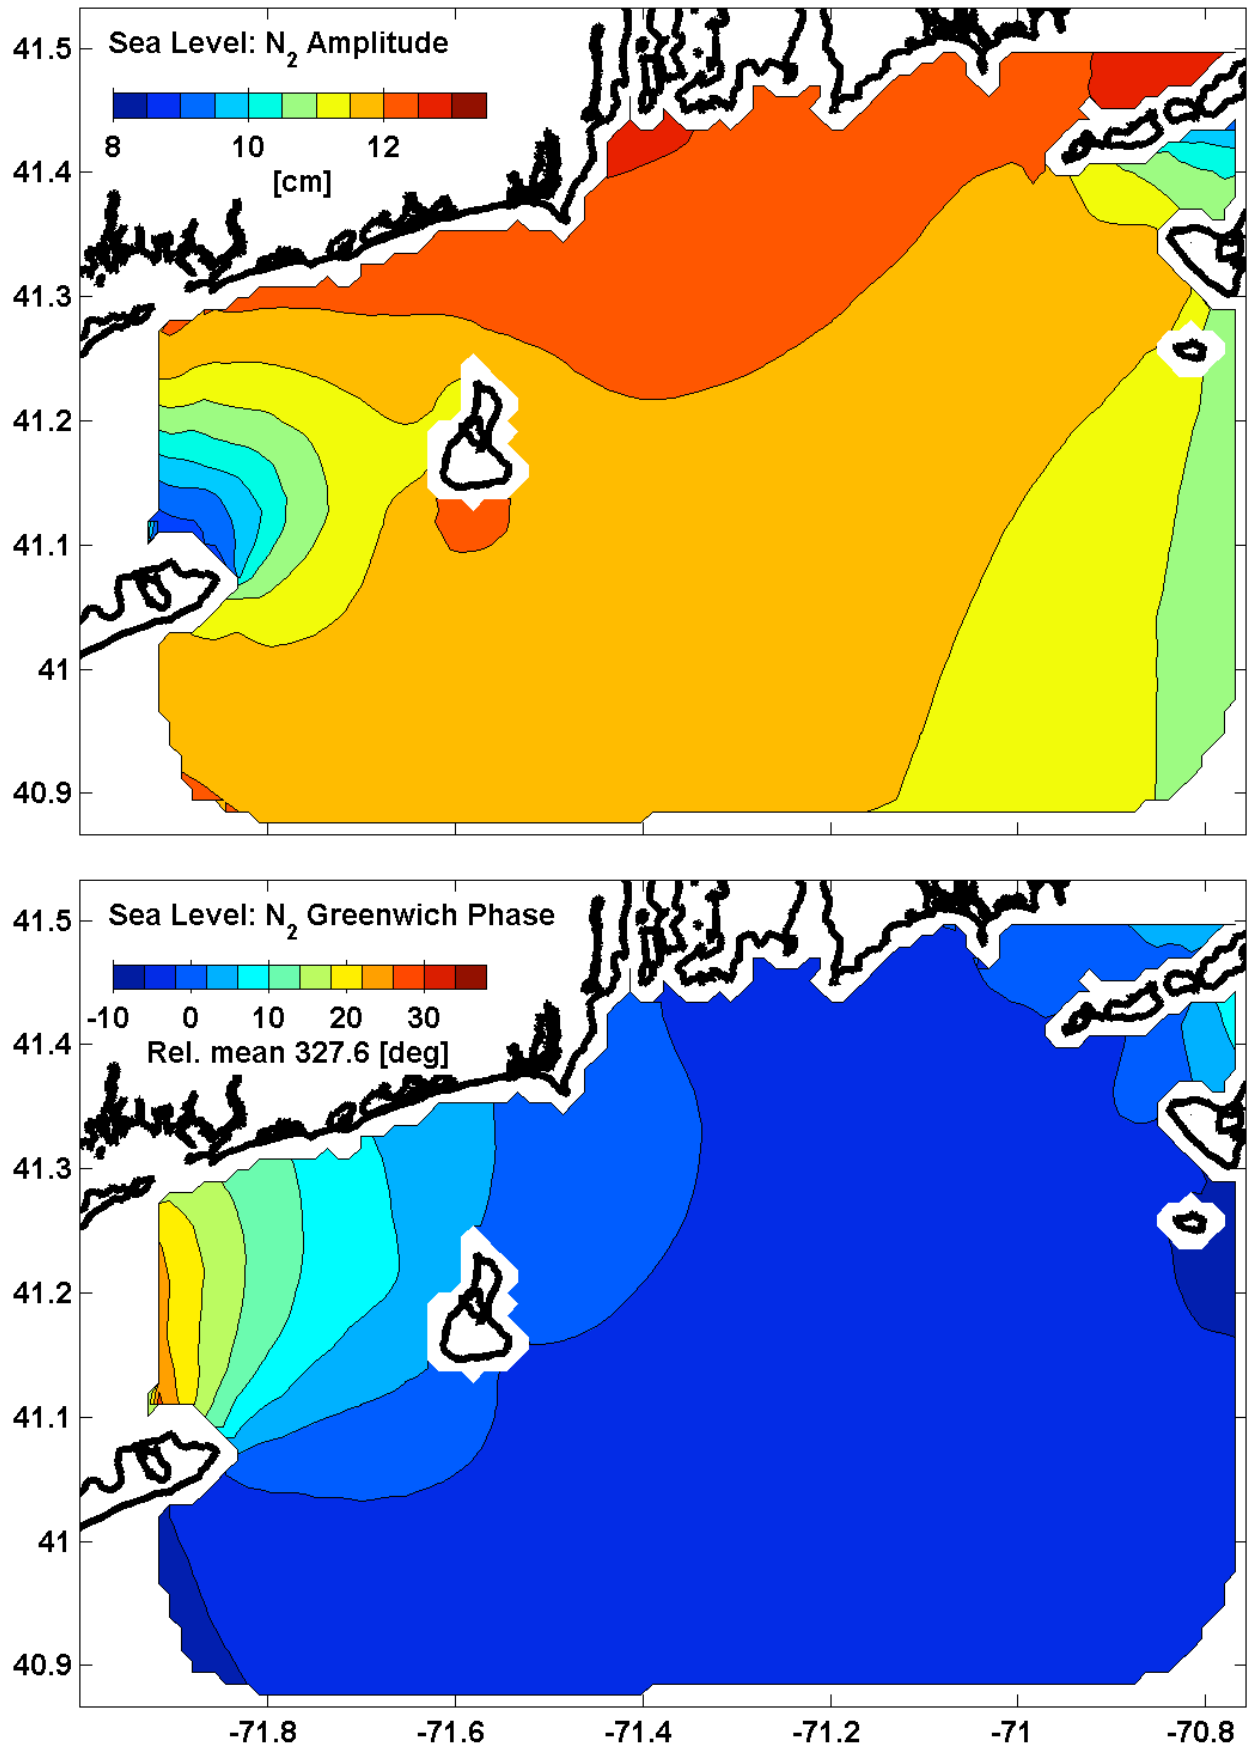 Sea Level: N2 Amplitude
8 10 12
[cm]
41.5
41.4
41.3
41.2
41.1
41
40.9
Sea Level: N2 Greenwich Phase
-10 0 10 20 30
Rel. mean 327.6 [deg]
41.5
41.4
41.3
41.2
41.1
41
40.9
-71.8 -71.6 -71.4 -71.2 -71 -70.8